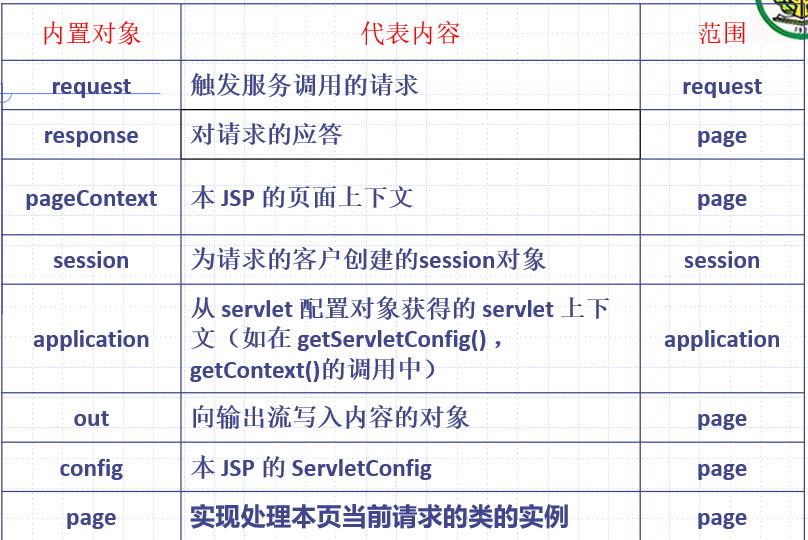 内置对象 代表内容 范围
request 触发服务调用的请求 request
response 对请求的应答 page
pageContext 本 JSP 的页面上下文 page
session 为请求的客户创建的session对象 session
从 servlet 配置对象获得的 servlet 上下
application 文（如在 getServletConfig()， application
getContext()的调用中）
out 向输出流写入内容的对象 page
config 本 JSP 的 ServletConfig page
page 实现处理本页当前请求的类的实例 page